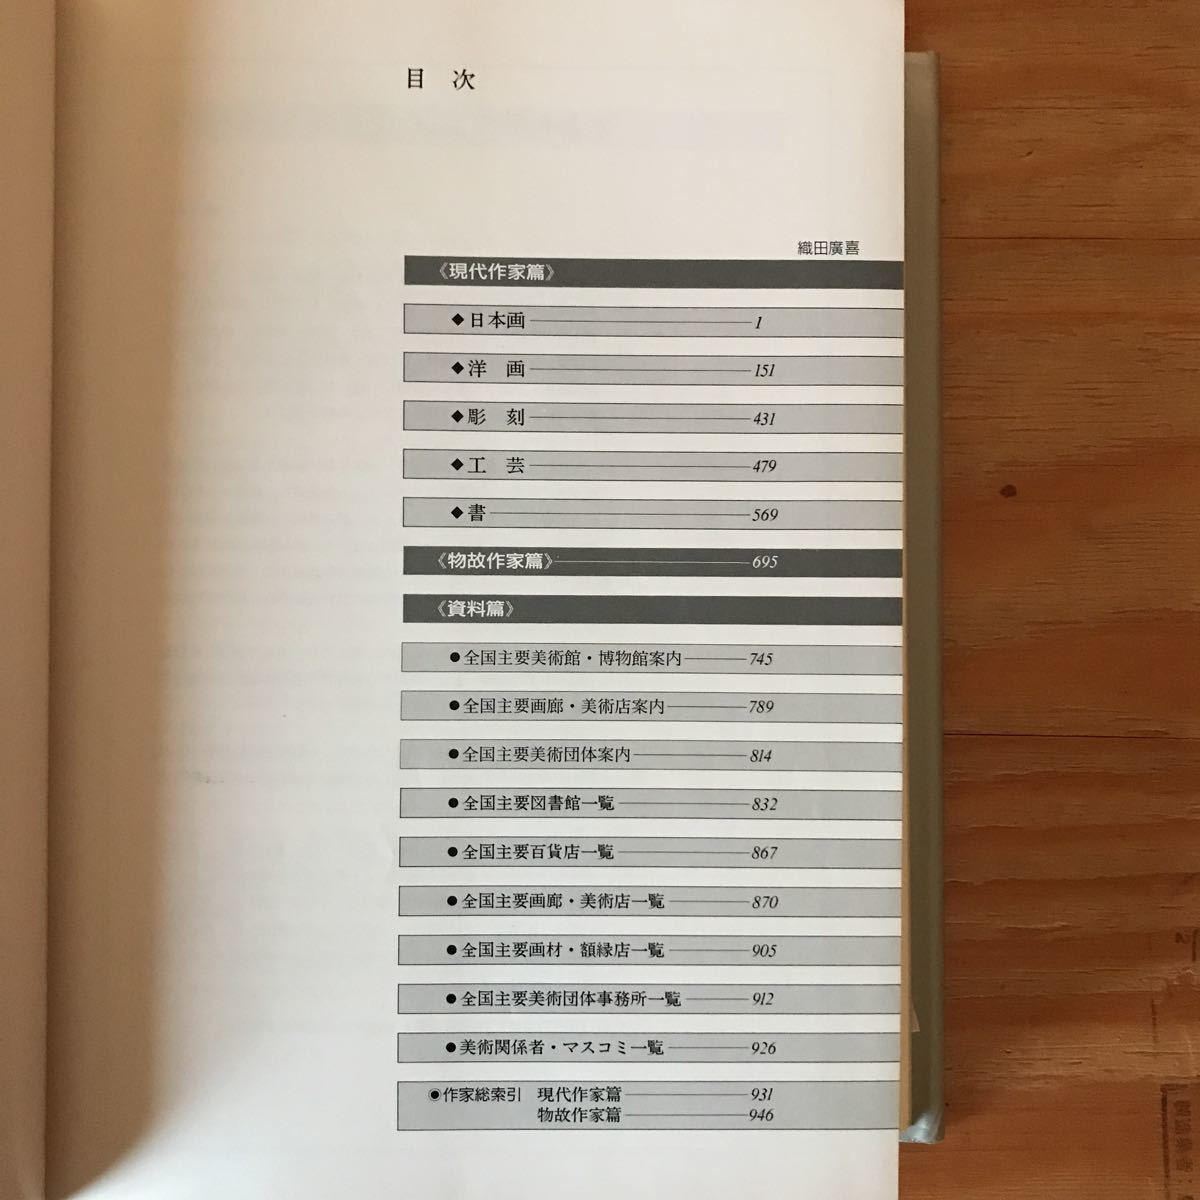 目 次
織田廣喜
《現代作家篇》
◆日本画 1
◆洋 画 151
◆彫 刻 431
◆工 芸 479
◆書 569
《物故作家篇》 695
《資料篇》
●全国主要美術館・博物館案内 745
●全国主要画廊・美術店案内 789
●全国主要美術団体案内 814
●全国主要図書館一覧 832
●全国主要百貨店一覧 867
●全国主要画廊・美術店一覧 870
●全国主要画材・額縁店一覧 905
●全国主要美術団体事務所一覧 912
●美術関係者・マスコミ一覧 926
◉作家総索引 現代作家篇 931
物故作家篇 946